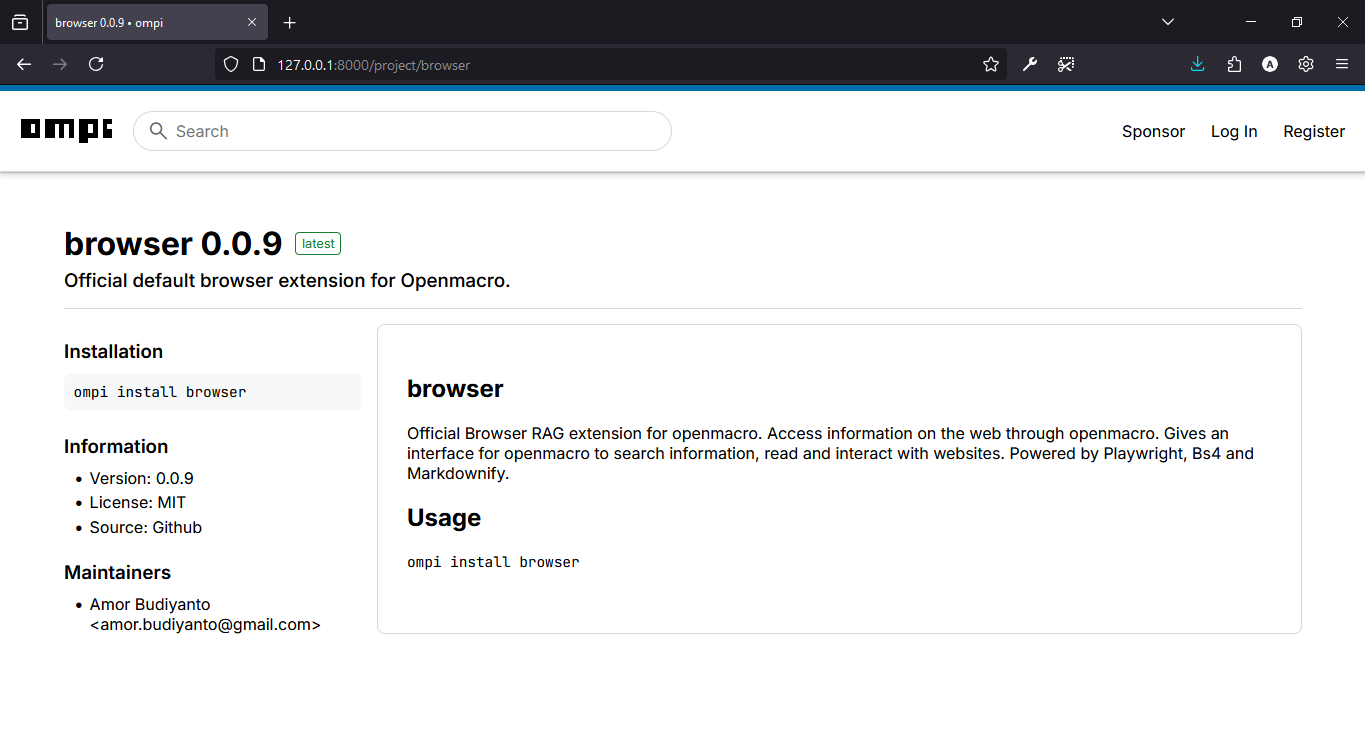 browser 0.0.9 • ompi
127.0.0.1:8000/project/browser
A
ompi
Search
Sponsor
Log In
Register
browser 0.0.9
latest
Official default browser extension for Openmacro.
Installation
ompi install browser
Information
• Version: 0.0.9
• License: MIT
• Source: Github
Maintainers
• Amor Budiyanto
<amor.budiyanto@gmail.com>
browser
Official Browser RAG extension for openmacro. Access information on the web through openmacro. Gives an
interface for openmacro to search information, read and interact with websites. Powered by Playwright, Bs4 and
Markdownify.
Usage
ompi install browser